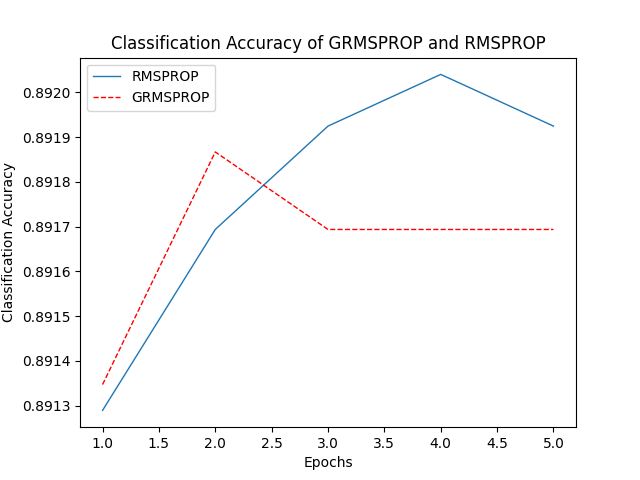 Classification Accuracy of GRMSPROP and RMSPROP
RMSPROP
GRMSPROP
0.8920
0.8919
0.8918
0.8917
0.8916
0.8915
0.8914
0.8913
Classification Accuracy
1.0 1.5 2.0 2.5 3.0 3.5 4.0 4.5 5.0
Epochs